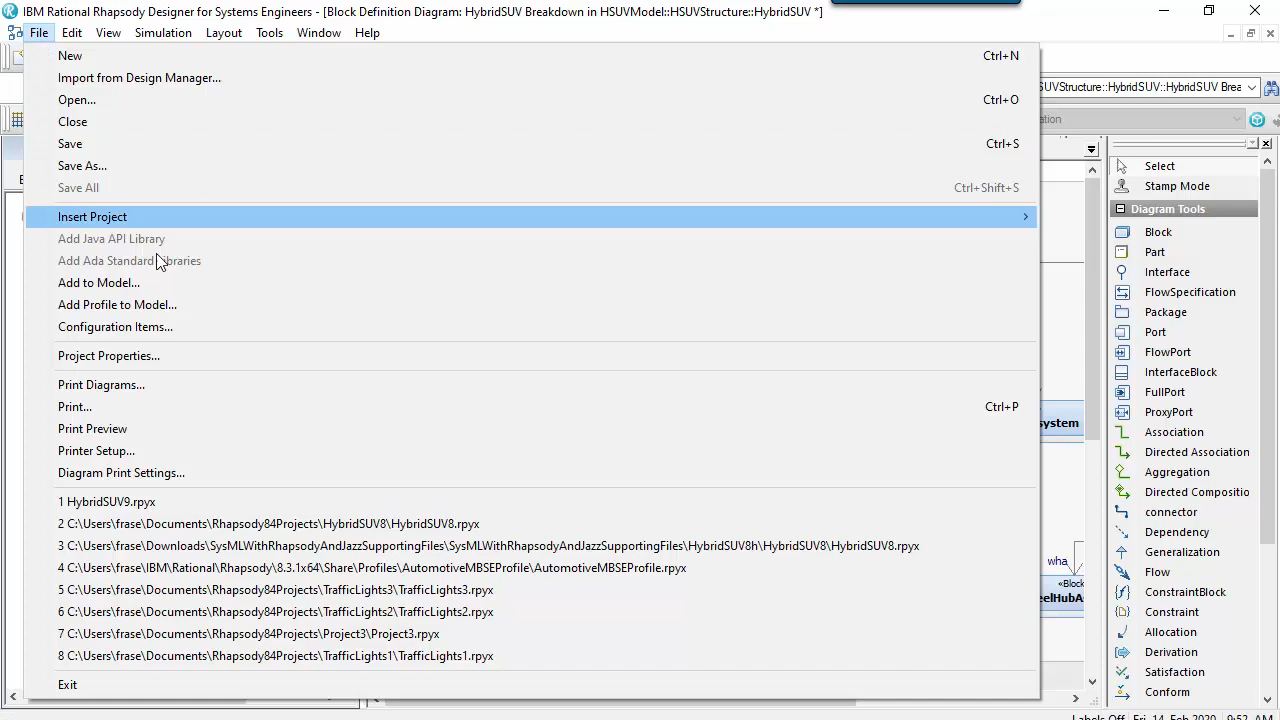 IBM Rational Rhapsody Designer for Systems Engineers - [Block Definition Diagram: HybridSUV Breakdown in HSUVModel::HSUVStructure::HybridSUV *]
File Edit View Simulation Layout Tools Window Help
New Ctrl+N
Import from Design Manager...
Open... Ctrl+O
Close
Save Ctrl+S
Save As...
Save All Ctrl+Shift+S
Insert Project
Add Java API Library
Add Ada Standard Libraries
Add to Model...
Add Profile to Model...
Configuration Items...
Project Properties...
Print Diagrams...
Print... Ctrl+P
Print Preview
Printer Setup...
Diagram Print Settings...
1 HybridSUV9.rpyx
2 C:\Users\frase\Documents\Rhapsody84Projects\HybridSUV8\HybridSUV8.rpyx
3 C:\Users\frase\Downloads\SysMLWithRhapsodyAndJazzSupportingFiles\SysMLWithRhapsodyAndJazzSupportingFiles\HybridSUV8h\HybridSUV8\HybridSUV8.rpyx
4 C:\Users\frase\IBM\Rational\Rhapsody\8.3.1x64\Share\Profiles\AutomotiveMBSEProfile\AutomotiveMBSEProfile.rpyx
5 C:\Users\frase\Documents\Rhapsody84Projects\TrafficLights3\TrafficLights3.rpyx
6 C:\Users\frase\Documents\Rhapsody84Projects\TrafficLights2\TrafficLights2.rpyx
7 C:\Users\frase\Documents\Rhapsody84Projects\Project3\Project3.rpyx
8 C:\Users\frase\Documents\Rhapsody84Projects\TrafficLights1\TrafficLights1.rpyx
Exit
SUVStructure::HybridSUV::HybridSUV Brea
ation
system
wha
«Bloc
eelHubAs
Select
Stamp Mode
Diagram Tools
Block
Part
Interface
FlowSpecification
Package
Port
FlowPort
InterfaceBlock
FullPort
ProxyPort
Association
Directed Association
Aggregation
Directed Compositio
connector
Dependency
Generalization
Flow
ConstraintBlock
Constraint
Allocation
Derivation
Satisfaction
Conform
Labels Off Fri, 14, Feb 2020 9:52 AM